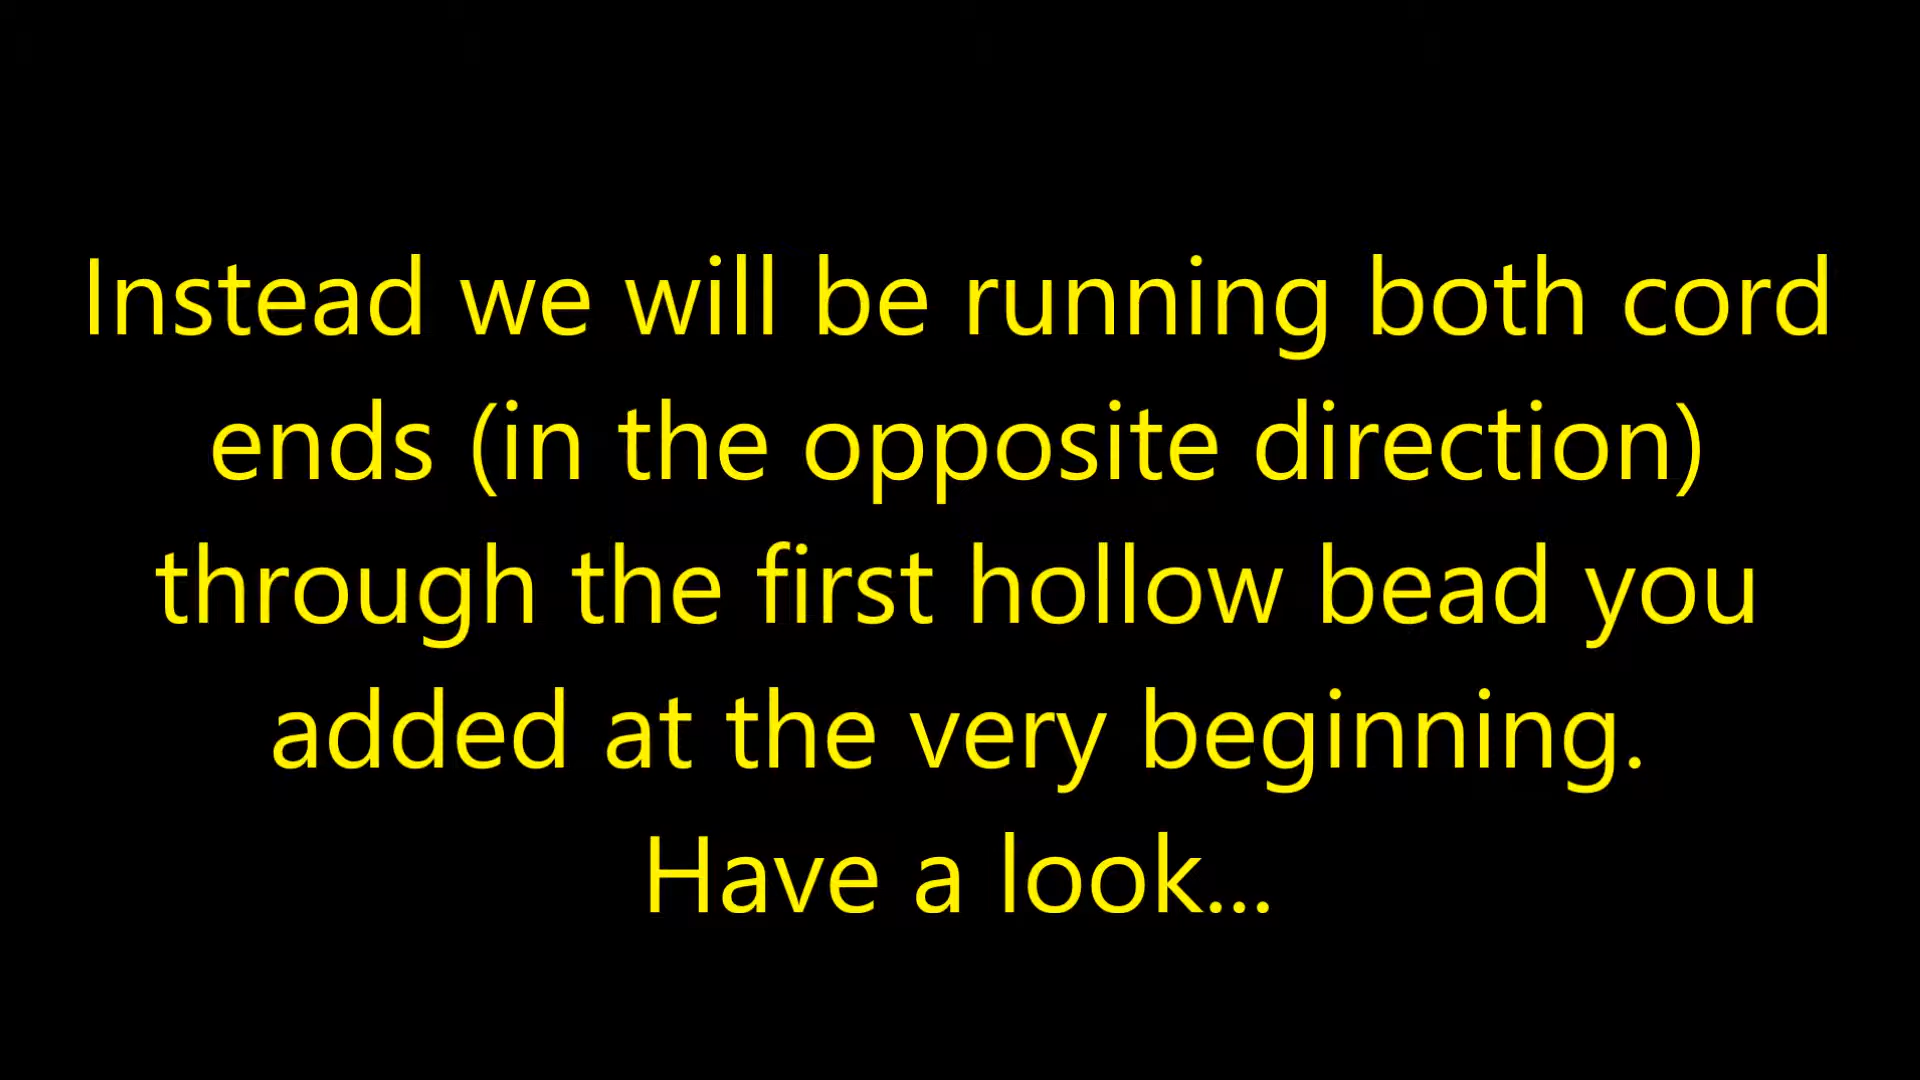 Instead we will be running both cord
ends (in the opposite direction)
through the first hollow bead you
added at the very beginning.
Have a look...